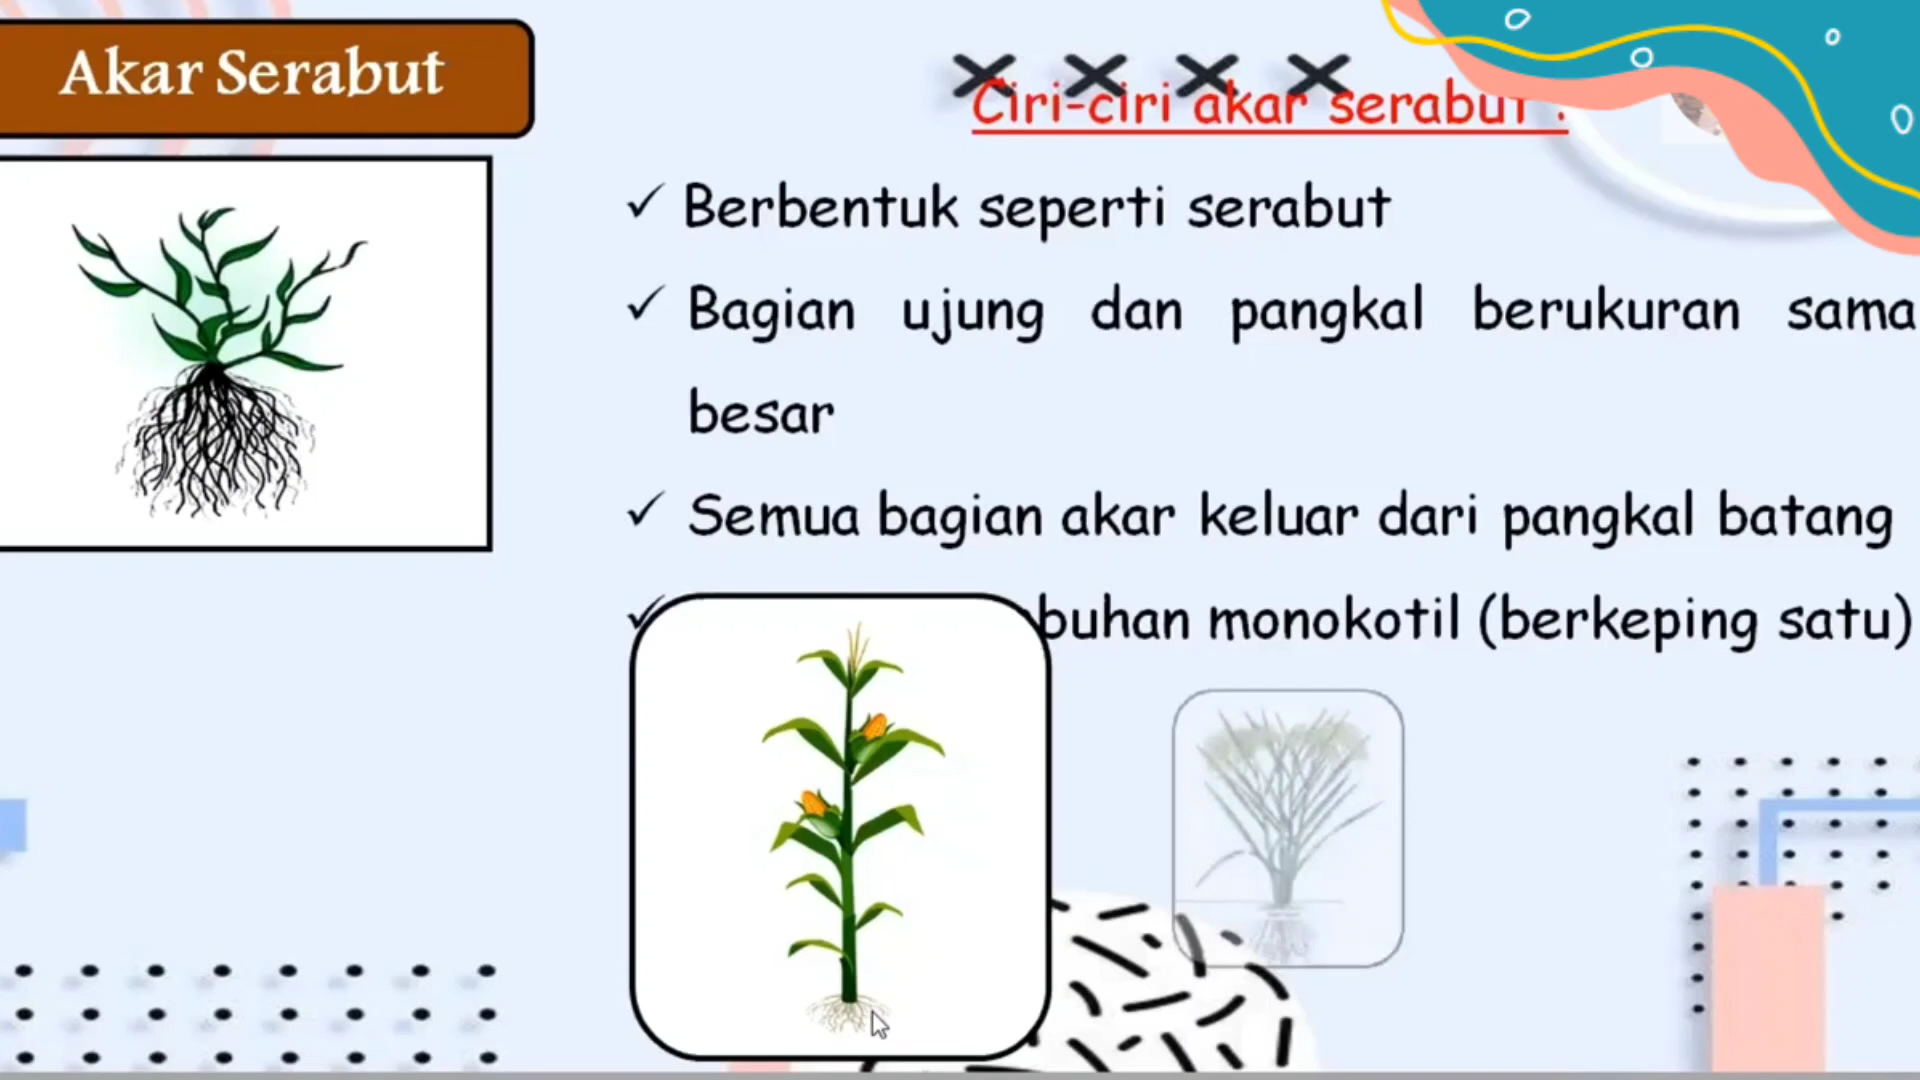 Akar Serabut
Ciri-ciri akar serabut :
✓ Berbentuk seperti serabut
✓ Bagian ujung dan pangkal berukuran sama
besar
✓ Semua bagian akar keluar dari pangkal batang
✓ buhan monokotil (berkeping satu)